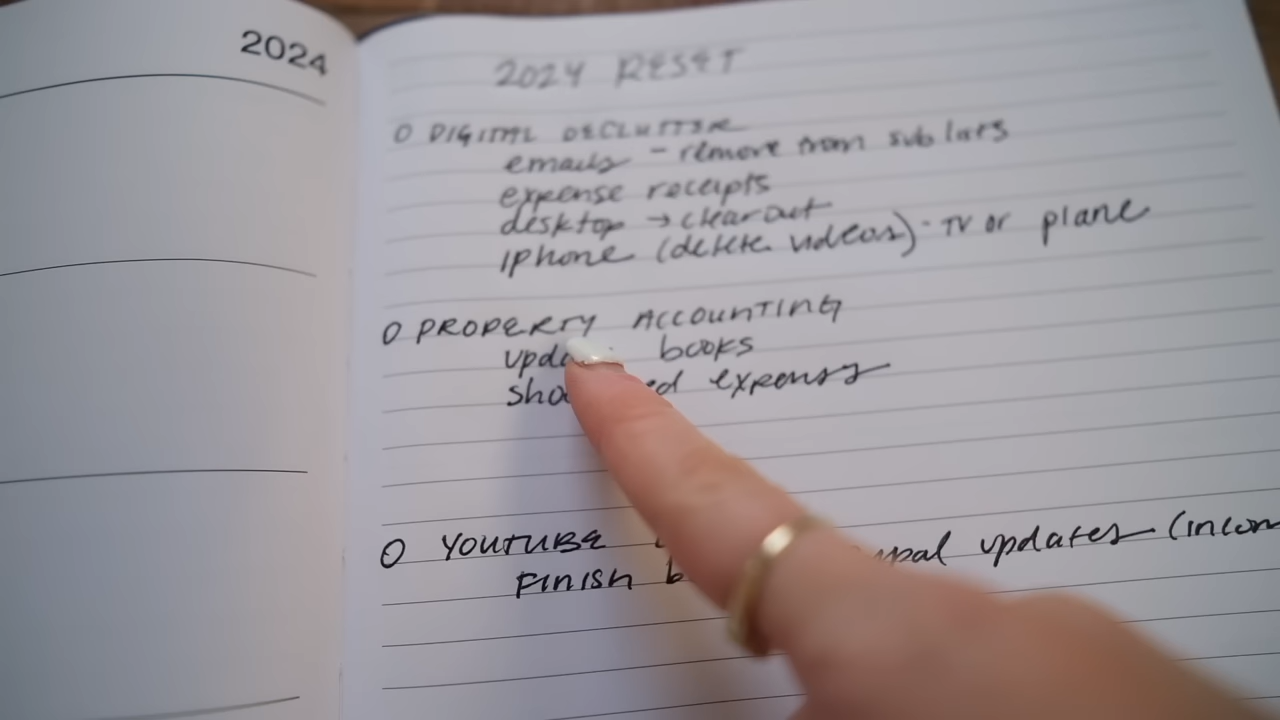 2024
2024 RESET
O DIGITAL DECLUTTER
emails - remove from sub lists
expense receipts
desktop → clear out
iphone (delete videos) - TV or plane
O PROPERTY ACCOUNTING
books
expenses
O YOUTUBE updates (incom
FINISH